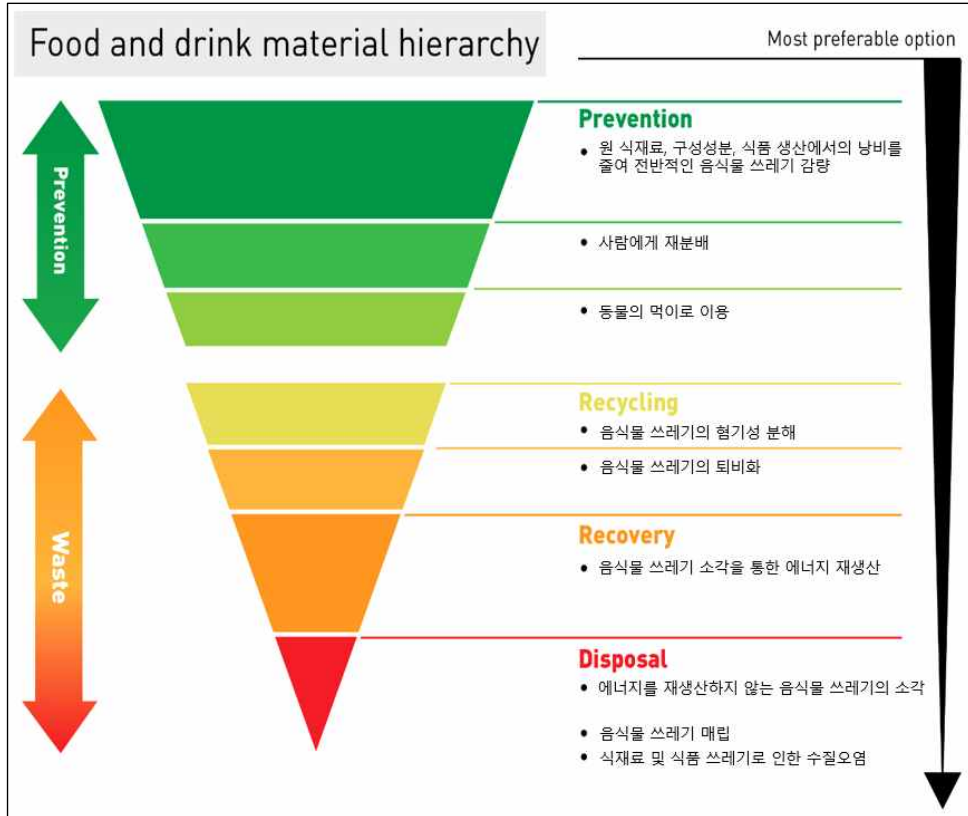 Food and drink material hierarchy
Most preferable option
Prevention
Prevention
• 원 식재료, 구성성분, 식품 생산에서의 낭비를
줄여 전반적인 음식물 쓰레기 감량
• 사람에게 재분배
• 동물의 먹이로 이용
Waste
Recycling
• 음식물 쓰레기의 혐기성 분해
• 음식물 쓰레기의 퇴비화
Recovery
• 음식물 쓰레기 소각을 통한 에너지 재생산
Disposal
• 에너지를 재생산하지 않는 음식물 쓰레기의 소각
• 음식물 쓰레기 매립
• 식재료 및 식품 쓰레기로 인한 수질오염